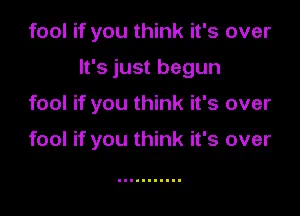 fool if you think it's over
It's just begun
fool if you think it's over
fool if you think it's over
...........